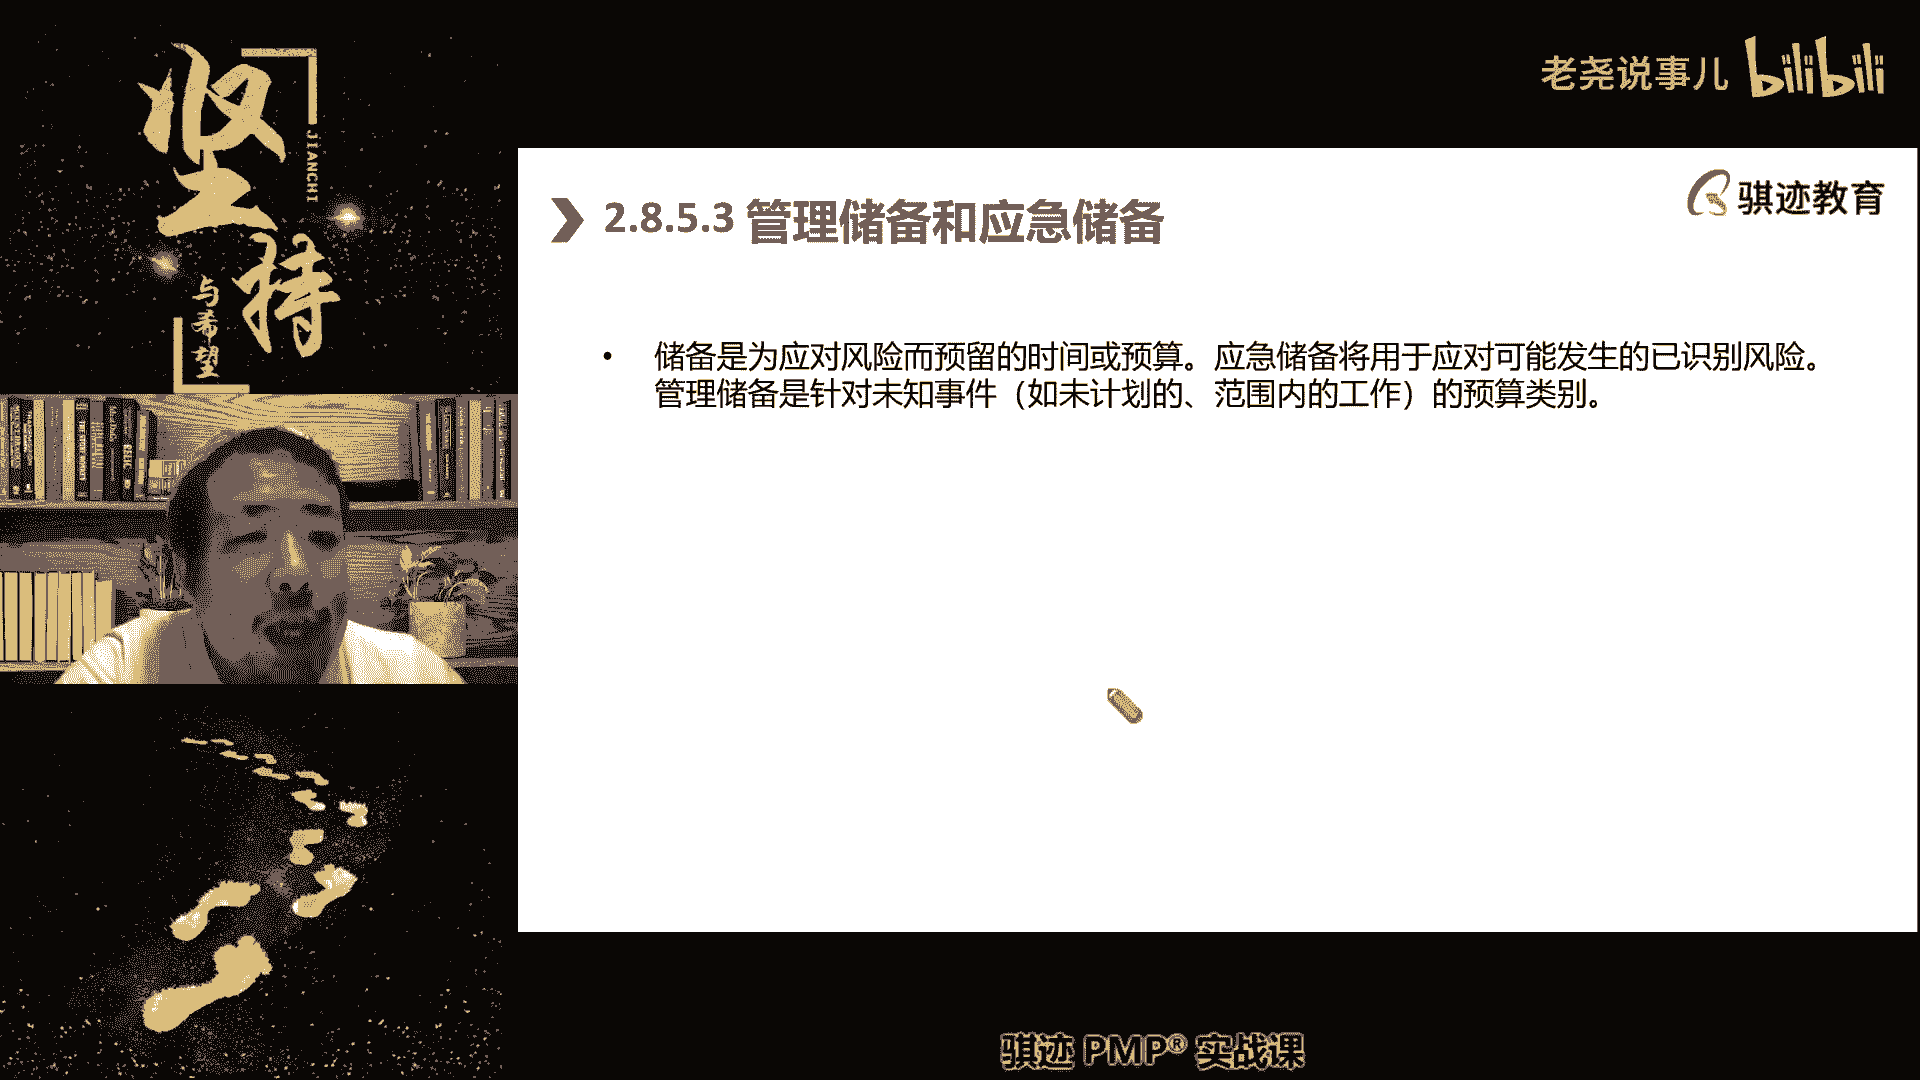 坚持
JIANCHI
与希望
老尧说事儿 bilibili
骐迹教育
2.8.5.3 管理储备和应急储备
• 储备是为应对风险而预留的时间或预算。应急储备将用于应对可能发生的已识别风险。
管理储备是针对未知事件（如未计划的、范围内的工作）的预算类别。
骐迹 PMP® 实战课